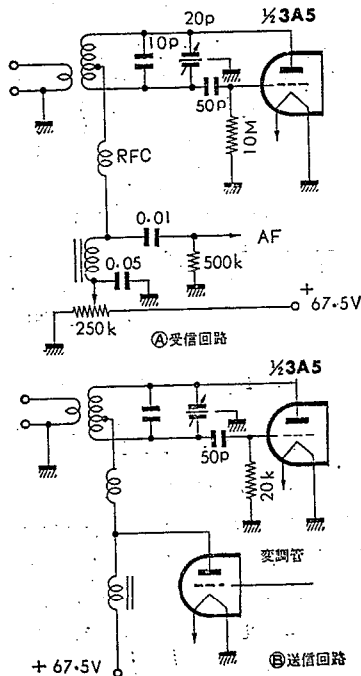 20p
½3A5
10p
50p
10M
RFC
0.01
AF
0.05
500k
+
67.5V
250k
Ⓐ受信回路
½3A5
50p
20k
変調管
+67.5V
Ⓑ送信回路